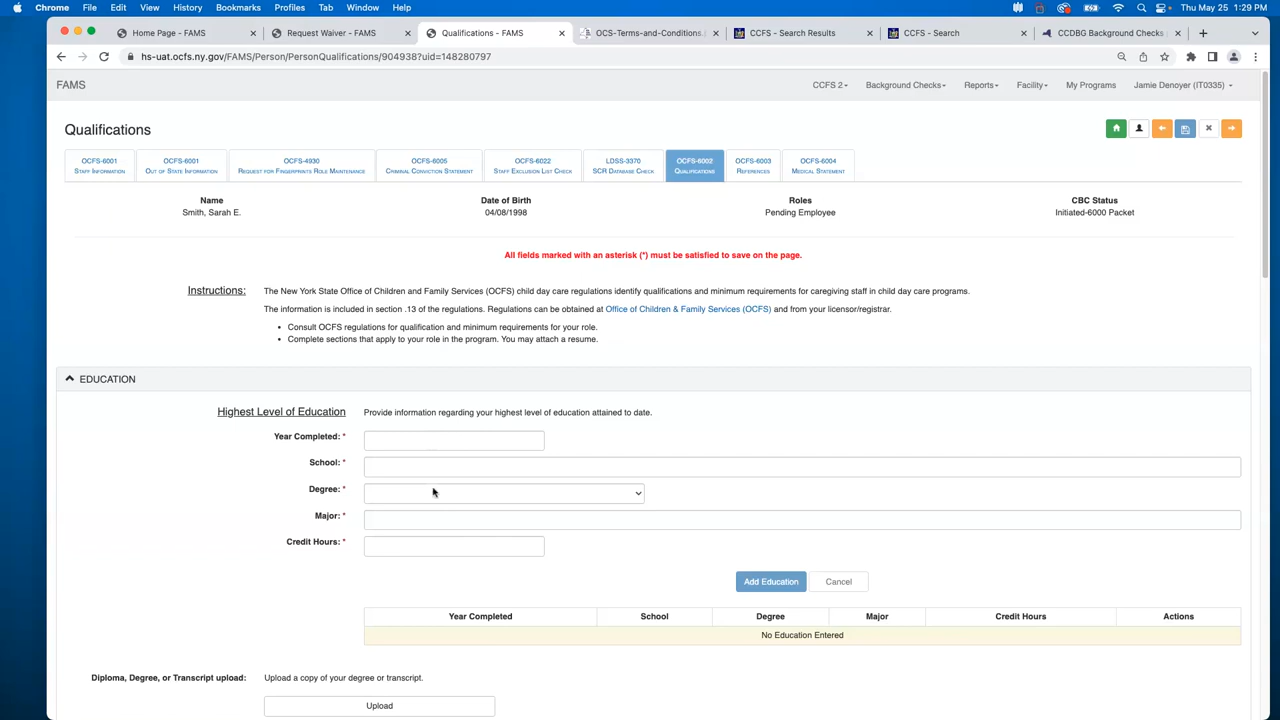 Chrome File Edit View History Bookmarks Profiles Tab Window Help Thu May 25 1:29 PM
Home Page - FAMS × Request Waiver - FAMS × Qualifications - FAMS × OCS-Terms-and-Conditions. × CCFS - Search Results × CCFS - Search × CCDBG Background Checks ×
hs-uat.ocfs.ny.gov/FAMS/Person/PersonQualifications/904938?uid=148280797
FAMS CCFS 2 Background Checks Reports Facility My Programs Jamie Denoyer (IT0335)
Qualifications
OCFS-6001 OCFS-6001 OCFS-4930 OCFS-6005 OCFS-6022 LDSS-3370 OCFS-6002 OCFS-6003 OCFS-6004
STAFF INFORMATION OUT OF STATE INFORMATION REQUEST FOR FINGERPRINTS ROLE MAINTENANCE CRIMINAL CONVICTION STATEMENT STAFF EXCLUSION LIST CHECK SCR DATABASE CHECK QUALIFICATIONS REFERENCES MEDICAL STATEMENT
Name Date of Birth Roles CBC Status
Smith, Sarah E. 04/08/1998 Pending Employee Initiated-6000 Packet
All fields marked with an asterisk (*) must be satisfied to save on the page.
Instructions: The New York State Office of Children and Family Services (OCFS) child day care regulations identify qualifications and minimum requirements for caregiving staff in child day care programs.
The information is included in section .13 of the regulations. Regulations can be obtained at Office of Children & Family Services (OCFS) and from your licensor/registrar.
• Consult OCFS regulations for qualification and minimum requirements for your role.
• Complete sections that apply to your role in the program. You may attach a resume.
EDUCATION
Highest Level of Education Provide information regarding your highest level of education attained to date.
Year Completed: *
School: *
Degree: *
Major: *
Credit Hours: *
Add Education Cancel
Year Completed School Degree Major Credit Hours Actions
No Education Entered
Diploma, Degree, or Transcript upload: Upload a copy of your degree or transcript.
Upload